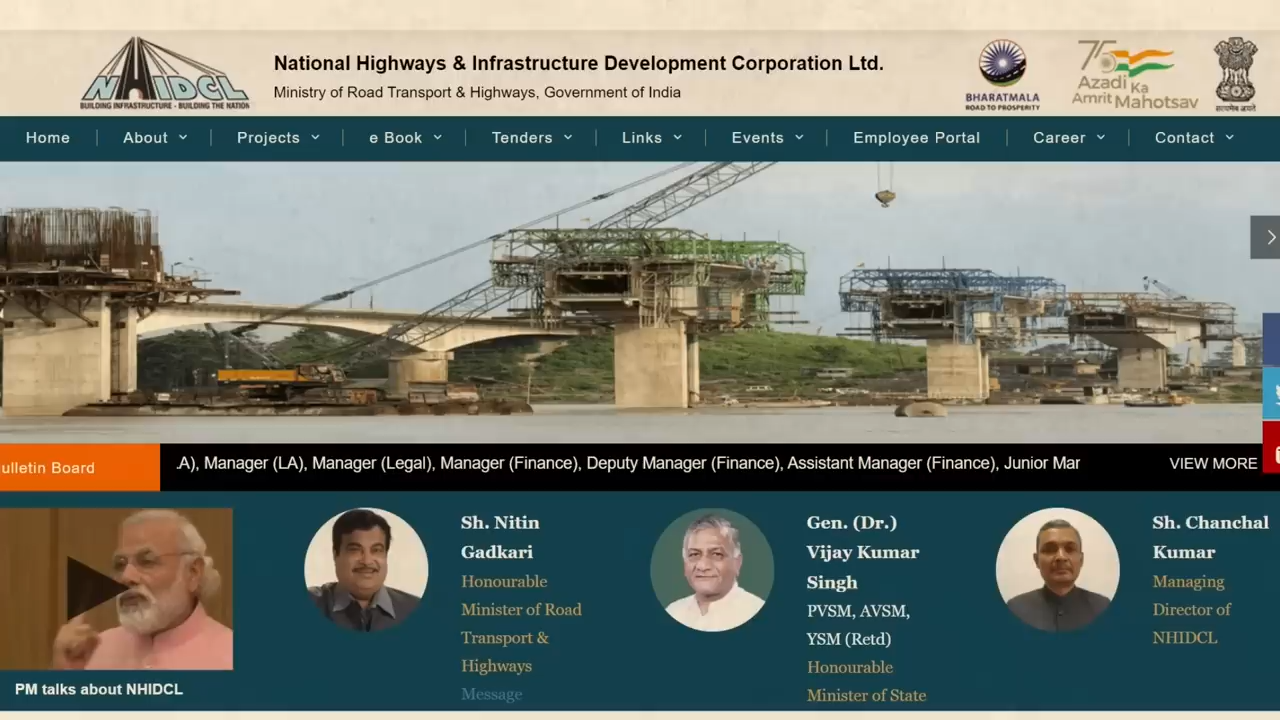 NHIDCL
BUILDING INFRASTRUCTURE - BUILDING THE NATION
National Highways & Infrastructure Development Corporation Ltd.
Ministry of Road Transport & Highways, Government of India
BHARATMALA
ROAD TO PROSPERITY
75
Azadi Ka
Amrit Mahotsav
सत्यमेव जयते
Home About Projects e Book Tenders Links Events Employee Portal Career Contact
ulletin Board
.A), Manager (LA), Manager (Legal), Manager (Finance), Deputy Manager (Finance), Assistant Manager (Finance), Junior Mar
VIEW MORE
PM talks about NHIDCL
Sh. Nitin
Gadkari
Honourable
Minister of Road
Transport &
Highways
Message
Gen. (Dr.)
Vijay Kumar
Singh
PVSM, AVSM,
YSM (Retd)
Honourable
Minister of State
Sh. Chanchal
Kumar
Managing
Director of
NHIDCL